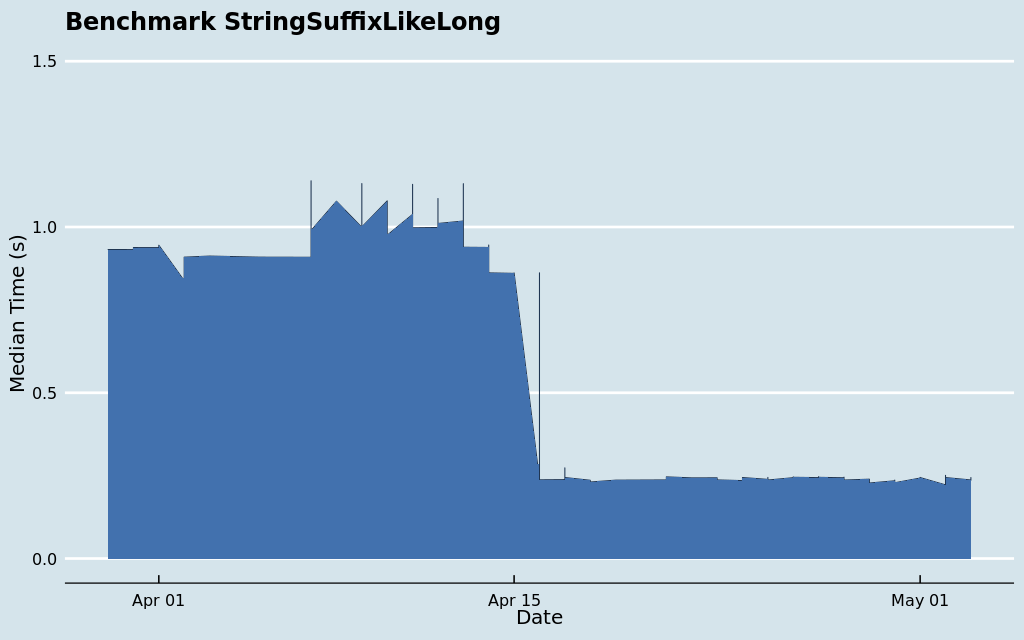 Benchmark StringSuffixLikeLong
1.5
1.0
0.5
0.0
Median Time (s)
Apr 01
Apr 15
May 01
Date